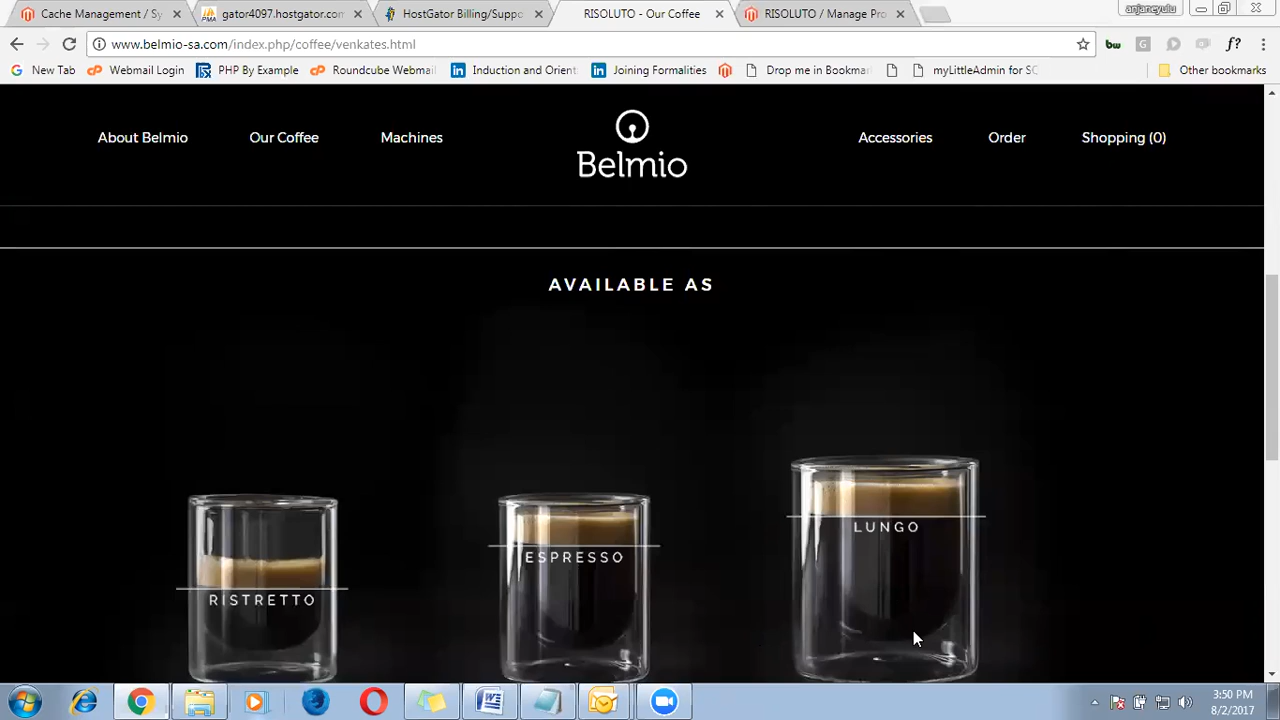 Cache Management / Sy
gator4097.hostgator.com
HostGator Billing/Suppo
RISOLUTO - Our Coffee
RISOLUTO / Manage Pro
anjaneyulu
www.belmio-sa.com/index.php/coffee/venkates.html
bw
G
f?
New Tab
Webmail Login
PHP By Example
Roundcube Webmail
Induction and Orient
Joining Formalities
Drop me in Bookmar
myLittleAdmin for SC
Other bookmarks
About Belmio
Our Coffee
Machines
Belmio
Accessories
Order
Shopping (0)
AVAILABLE AS
RISTRETTO
ESPRESSO
LUNGO
3:50 PM
8/2/2017